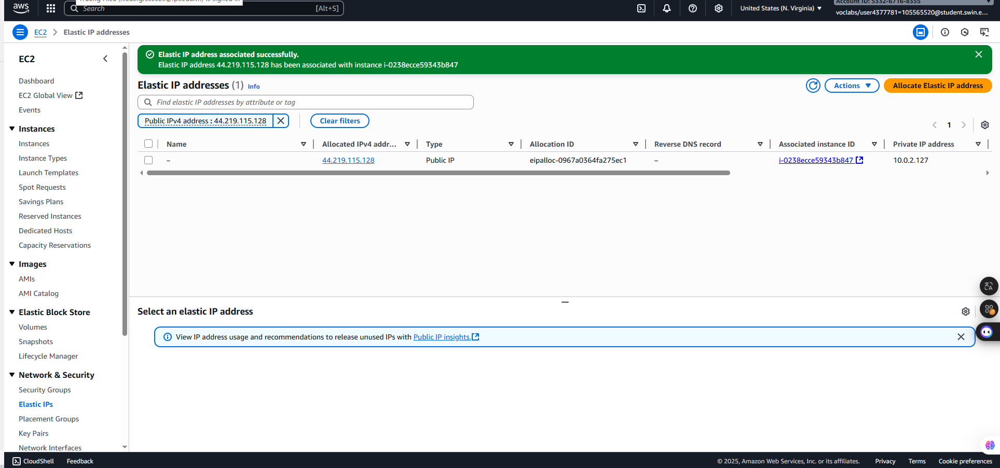 aws
Search
[Alt+S]
United States (N. Virginia)
Account ID: 5332-6716-8355
voclabs/user4377781=105565520@student.swin.e...
EC2
Elastic IP addresses
EC2
Dashboard
EC2 Global View
Events
Instances
Instances
Instance Types
Launch Templates
Spot Requests
Savings Plans
Reserved Instances
Dedicated Hosts
Capacity Reservations
Images
AMIs
AMI Catalog
Elastic Block Store
Volumes
Snapshots
Lifecycle Manager
Network & Security
Security Groups
Elastic IPs
Placement Groups
Key Pairs
Network Interfaces
Elastic IP address associated successfully.
Elastic IP address 44.219.115.128 has been associated with instance i-0238ecce59343b847
Elastic IP addresses (1) Info
Actions
Allocate Elastic IP address
Find elastic IP addresses by attribute or tag
Public IPv4 address : 44.219.115.128
Clear filters
1
Name Allocated IPv4 addr... Type Allocation ID Reverse DNS record Associated instance ID Private IP address
– 44.219.115.128 Public IP eipalloc-0967a0364fa275ec1 – i-0238ecce59343b847 10.0.2.127
Select an elastic IP address
View IP address usage and recommendations to release unused IPs with Public IP insights.
CloudShell
Feedback
© 2025, Amazon Web Services, Inc. or its affiliates.
Privacy
Terms
Cookie preferences